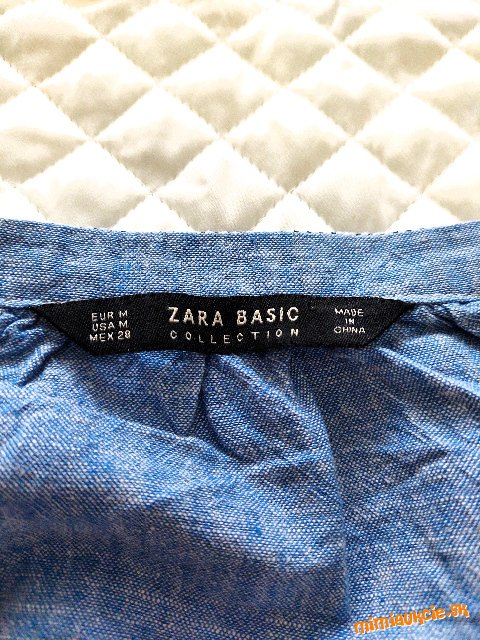 EUR M
USA M
MEX 28
ZARA BASIC
COLLECTION
MADE
IN
CHINA
mimiaukcie.sk